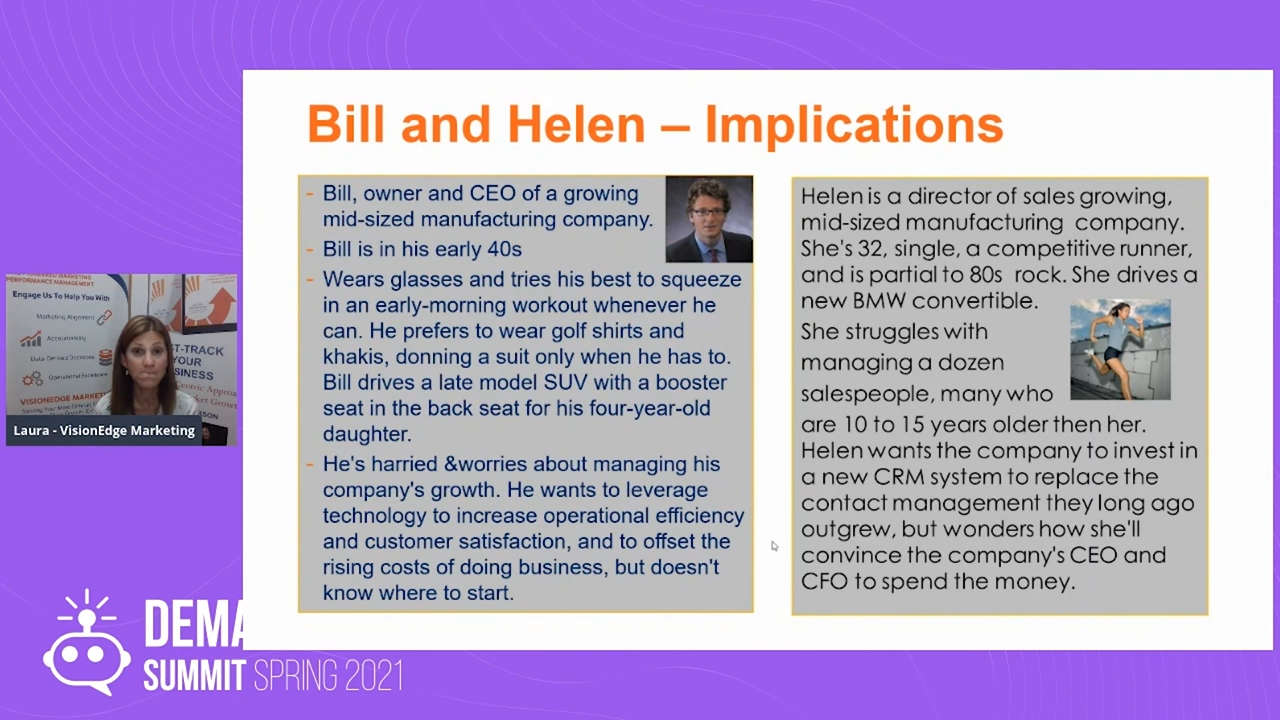 Bill and Helen – Implications
- Bill, owner and CEO of a growing
mid-sized manufacturing company.
- Bill is in his early 40s
- Wears glasses and tries his best to squeeze
in an early-morning workout whenever he
can. He prefers to wear golf shirts and
khakis, donning a suit only when he has to.
Bill drives a late model SUV with a booster
seat in the back seat for his four-year-old
daughter.
- He's harried &worries about managing his
company's growth. He wants to leverage
technology to increase operational efficiency
and customer satisfaction, and to offset the
rising costs of doing business, but doesn't
know where to start.
Helen is a director of sales growing,
mid-sized manufacturing company.
She's 32, single, a competitive runner,
and is partial to 80s rock. She drives a
new BMW convertible.
She struggles with
managing a dozen
salespeople, many who
are 10 to 15 years older then her.
Helen wants the company to invest in
a new CRM system to replace the
contact management they long ago
outgrew, but wonders how she'll
convince the company's CEO and
CFO to spend the money.
PERFORMANCE MANAGEMENT
Engage Us To Help You With
Marketing Alignment
Accountability
Data-Derived Decisions
Operational Excellence
VISIONEDGE MARKETING
ST-TRACK
YOUR
SINESS
Laura - VisionEdge Marketing
DEMA
SUMMIT SPRING 2021